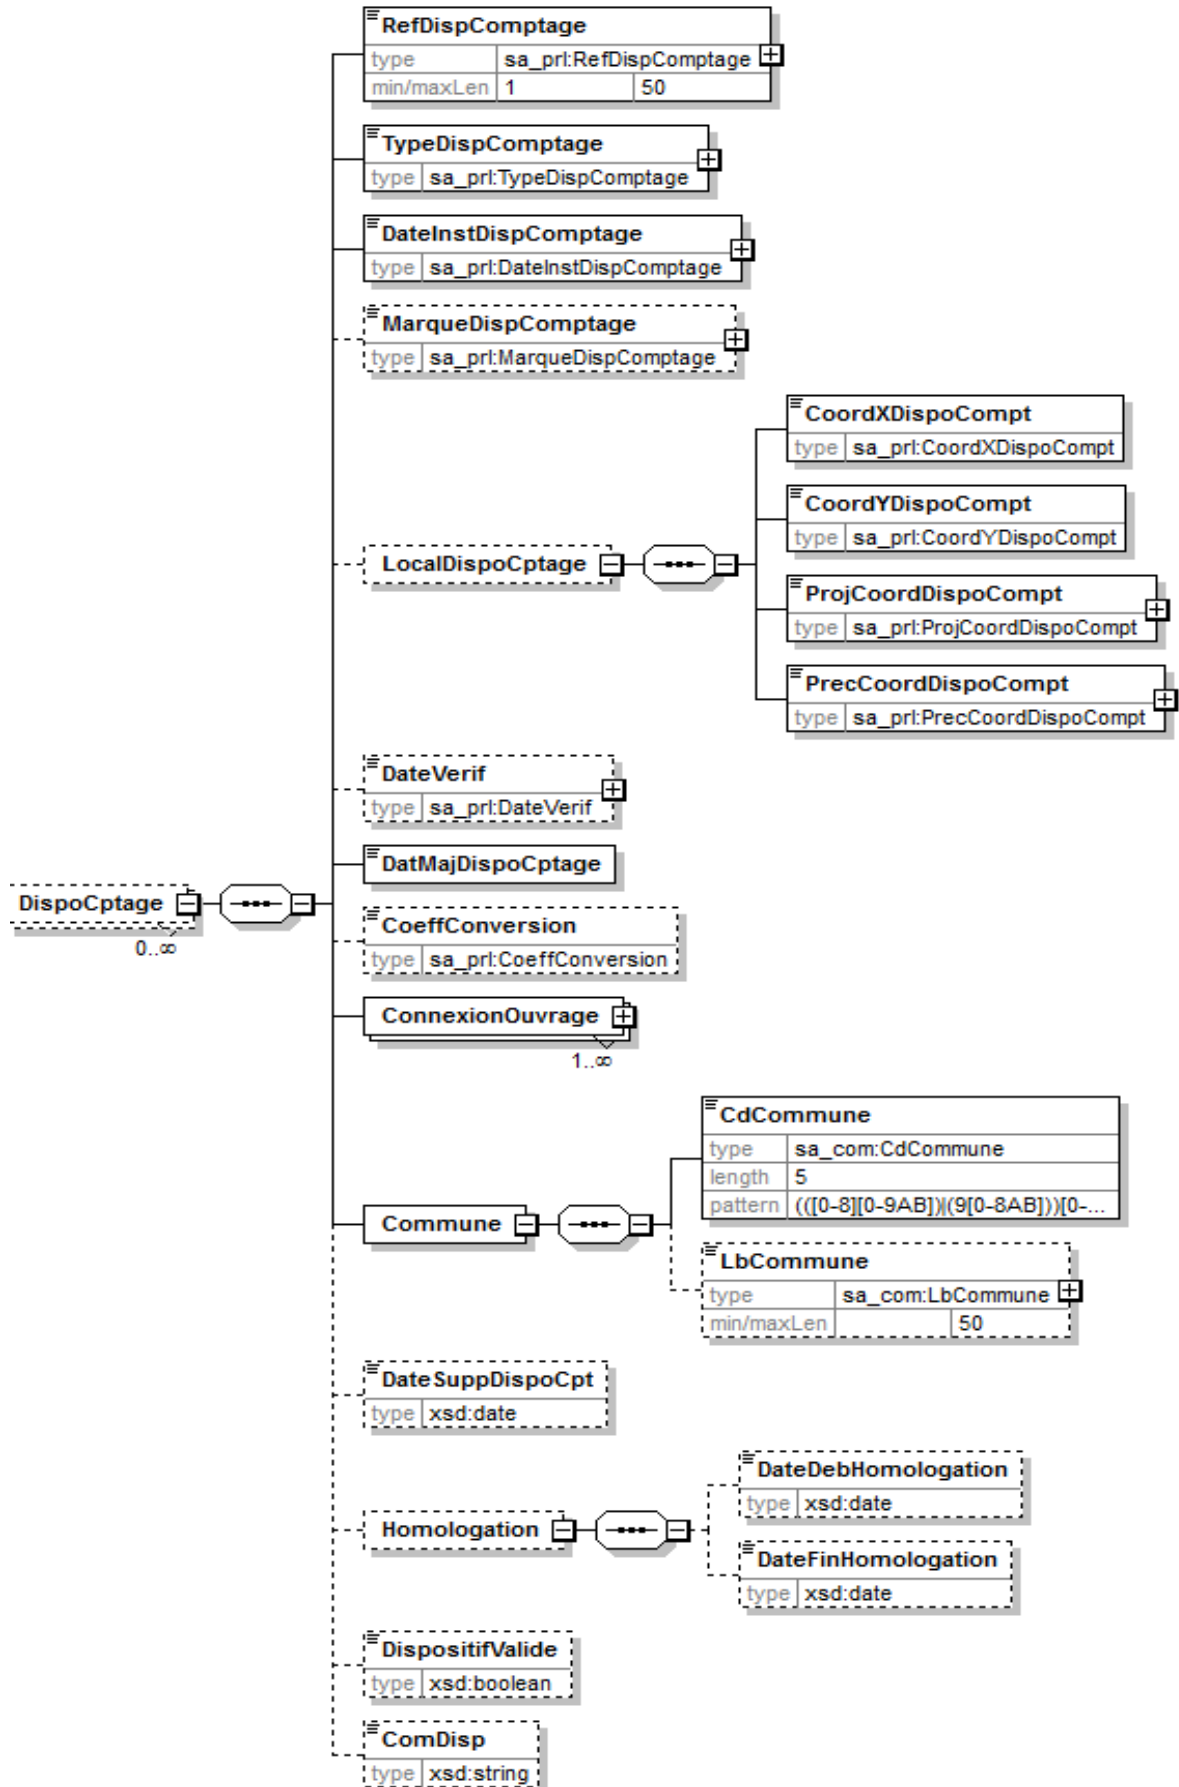 RefDispComptage
type sa_prl:RefDispComptage
min/maxLen 1 50
TypeDispComptage
type sa_prl:TypeDispComptage
DateInstDispComptage
type sa_prl:DateInstDispComptage
MarqueDispComptage
type sa_prl:MarqueDispComptage
CoordXDispoCompt
type sa_prl:CoordXDispoCompt
CoordYDispoCompt
type sa_prl:CoordYDispoCompt
LocalDispoCptage
ProjCoordDispoCompt
type sa_prl:ProjCoordDispoCompt
PrecCoordDispoCompt
type sa_prl:PrecCoordDispoCompt
DateVerif
type sa_prl:DateVerif
DatMajDispoCptage
DispoCptage
0..∞
CoeffConversion
type sa_prl:CoeffConversion
ConnexionOuvrage
1..∞
CdCommune
type sa_com:CdCommune
length 5
pattern (([0-8][0-9AB])|(9[0-8AB]))[0-...
Commune
LbCommune
type sa_com:LbCommune
min/maxLen 50
DateSuppDispoCpt
type xsd:date
DateDebHomologation
type xsd:date
Homologation
DateFinHomologation
type xsd:date
DispositifValide
type xsd:boolean
ComDisp
type xsd:string